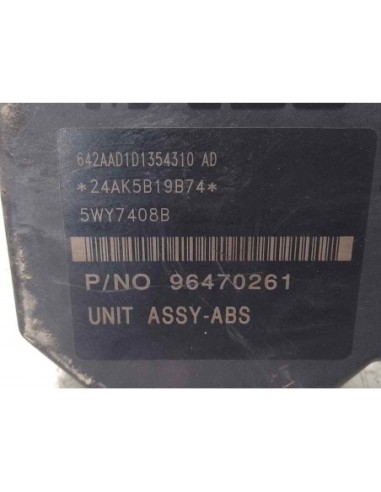 642AAD1D1354310 AD
*24AK5B19B74*
5WY7408B
P/NO 96470261
UNIT ASSY-ABS